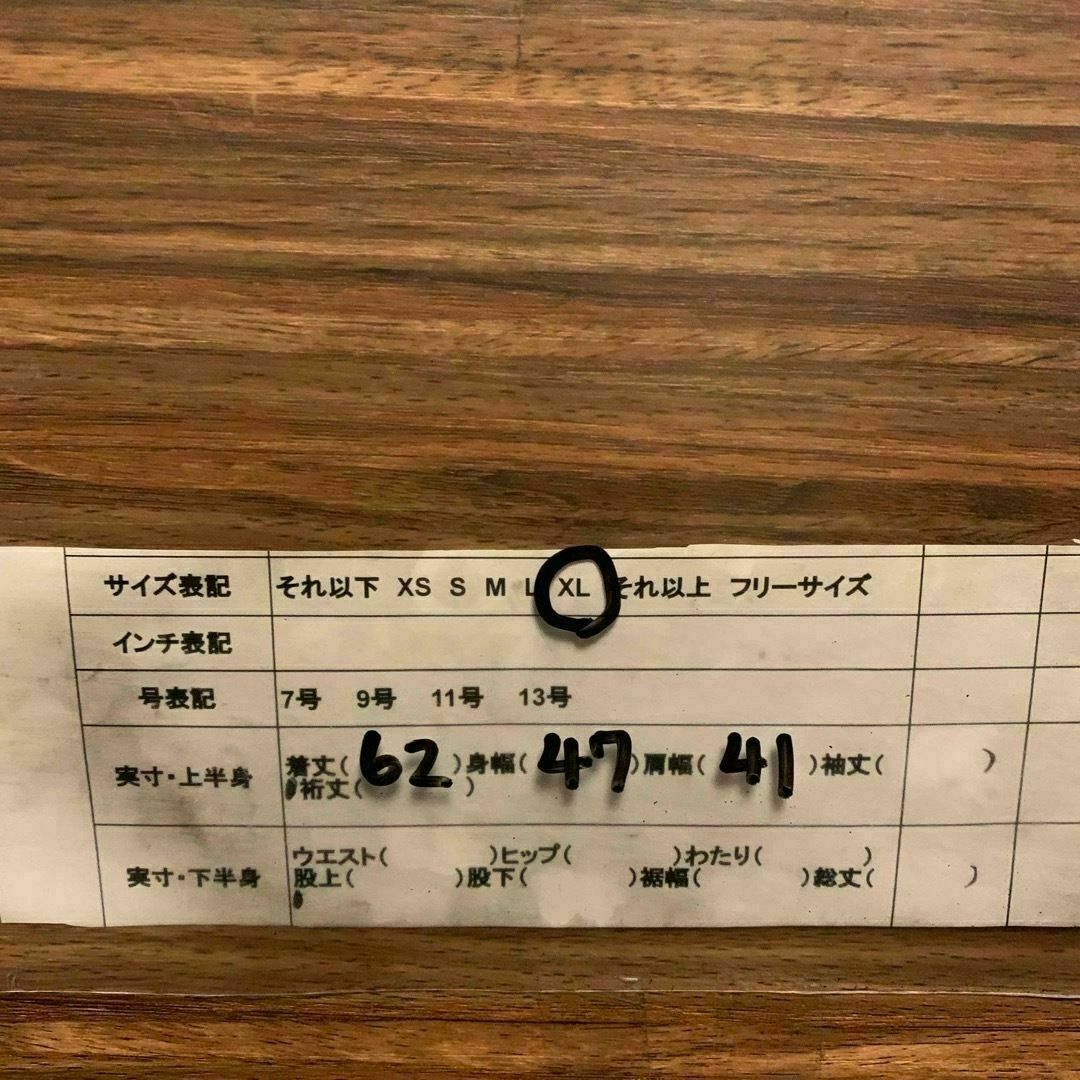 サイズ表記 それ以下 XS S M L XL それ以上 フリーサイズ
インチ表記
号表記 7号 9号 11号 13号
実寸・上半身 着丈( 62 )身幅( 47 )肩幅( 41 )袖丈( )
裄丈( )
実寸・下半身 ウエスト( )ヒップ( )わたり( )
股上( )股下( )裾幅( )総丈( )